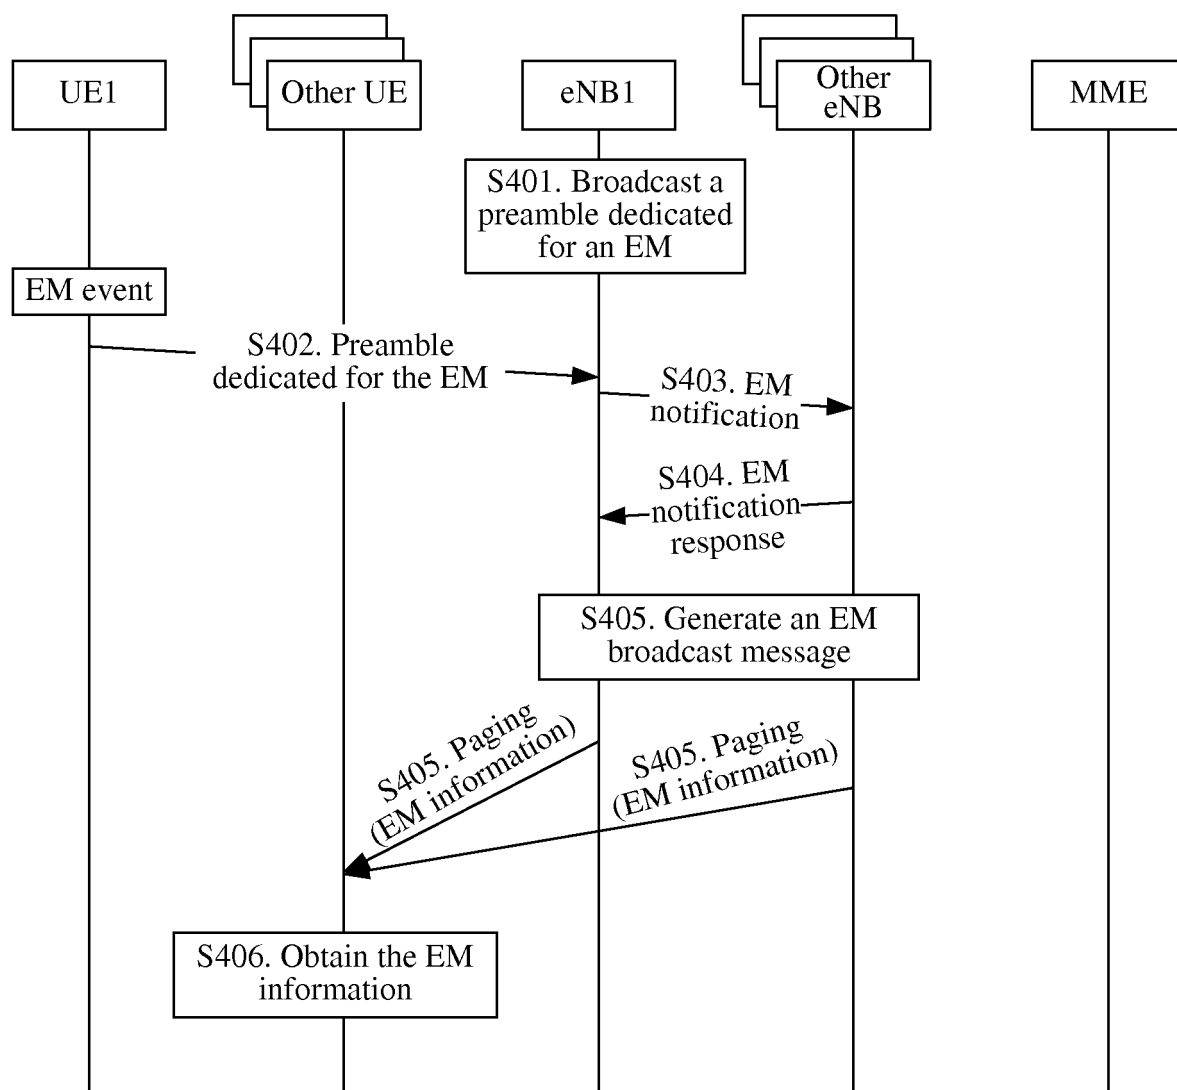 UE1
Other UE
eNB1
Other
eNB
MME
S401. Broadcast a
preamble dedicated
for an EM
EM event
S402. Preamble
dedicated for the EM
S403. EM
notification
S404. EM
notification
response
S405. Generate an EM
broadcast message
S405. Paging
(EM information)
S405. Paging
(EM information)
S406. Obtain the EM
information